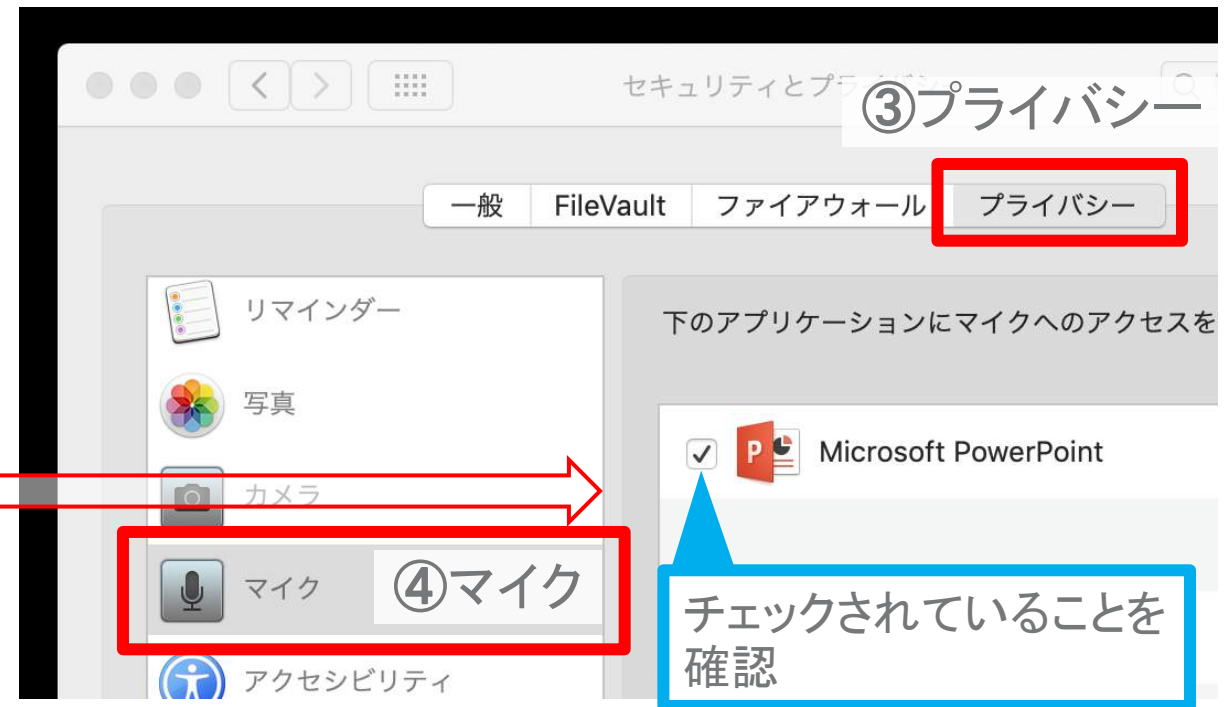 セキュリティとプライバシー
③プライバシー
一般 FileVault ファイアウォール プライバシー
リマインダー
下のアプリケーションにマイクへのアクセスを
写真
Microsoft PowerPoint
カメラ
マイク
④マイク
チェックされていることを
確認
アクセシビリティ